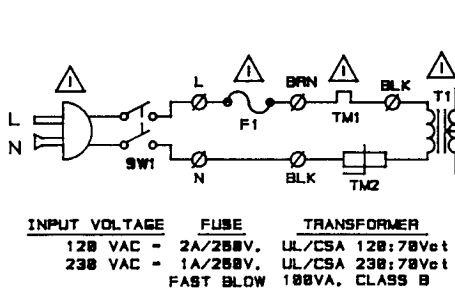 ! ! ! !
L BRN BLK T1
L
F1 TM1
N
SW1
N BLK TM2
INPUT VOLTAGE FUSE TRANSFORMER
120 VAC - 2A/250V, UL/CSA 120:70Vct
230 VAC - 1A/250V, UL/CSA 230:70Vct
FAST BLOW 100VA, CLASS B